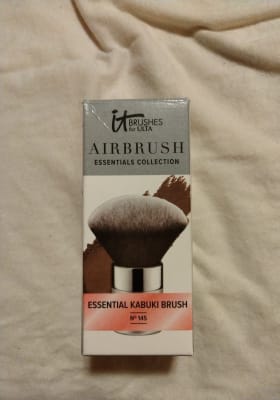 it BRUSHES
for ULTA
AIRBRUSH
ESSENTIALS COLLECTION
ESSENTIAL KABUKI BRUSH
Nº 145